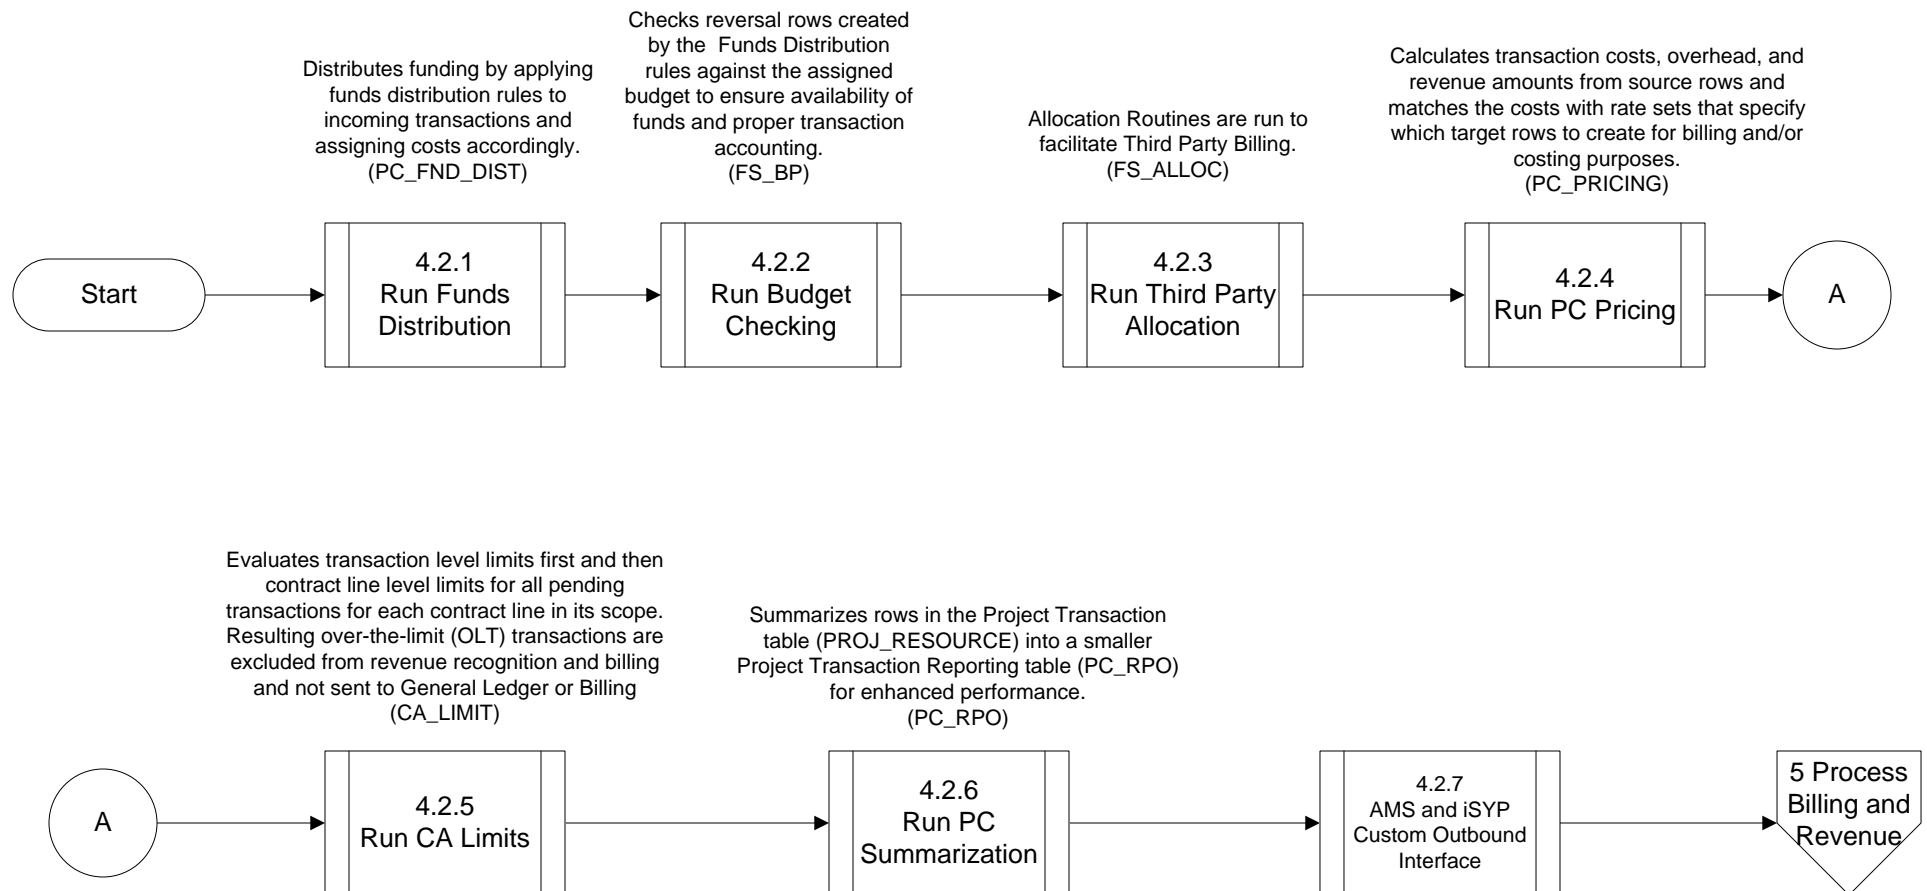 Distributes funding by applying
funds distribution rules to
incoming transactions and
assigning costs accordingly.
(PC_FND_DIST)
Checks reversal rows created
by the Funds Distribution
rules against the assigned
budget to ensure availability of
funds and proper transaction
accounting.
(FS_BP)
Allocation Routines are run to
facilitate Third Party Billing.
(FS_ALLOC)
Calculates transaction costs, overhead, and
revenue amounts from source rows and
matches the costs with rate sets that specify
which target rows to create for billing and/or
costing purposes.
(PC_PRICING)
Start
4.2.1
Run Funds
Distribution
4.2.2
Run Budget
Checking
4.2.3
Run Third Party
Allocation
4.2.4
Run PC Pricing
A
Evaluates transaction level limits first and then
contract line level limits for all pending
transactions for each contract line in its scope.
Resulting over-the-limit (OLT) transactions are
excluded from revenue recognition and billing
and not sent to General Ledger or Billing
(CA_LIMIT)
Summarizes rows in the Project Transaction
table (PROJ_RESOURCE) into a smaller
Project Transaction Reporting table (PC_RPO)
for enhanced performance.
(PC_RPO)
A
4.2.5
Run CA Limits
4.2.6
Run PC
Summarization
4.2.7
AMS and iSYP
Custom Outbound
Interface
5 Process
Billing and
Revenue